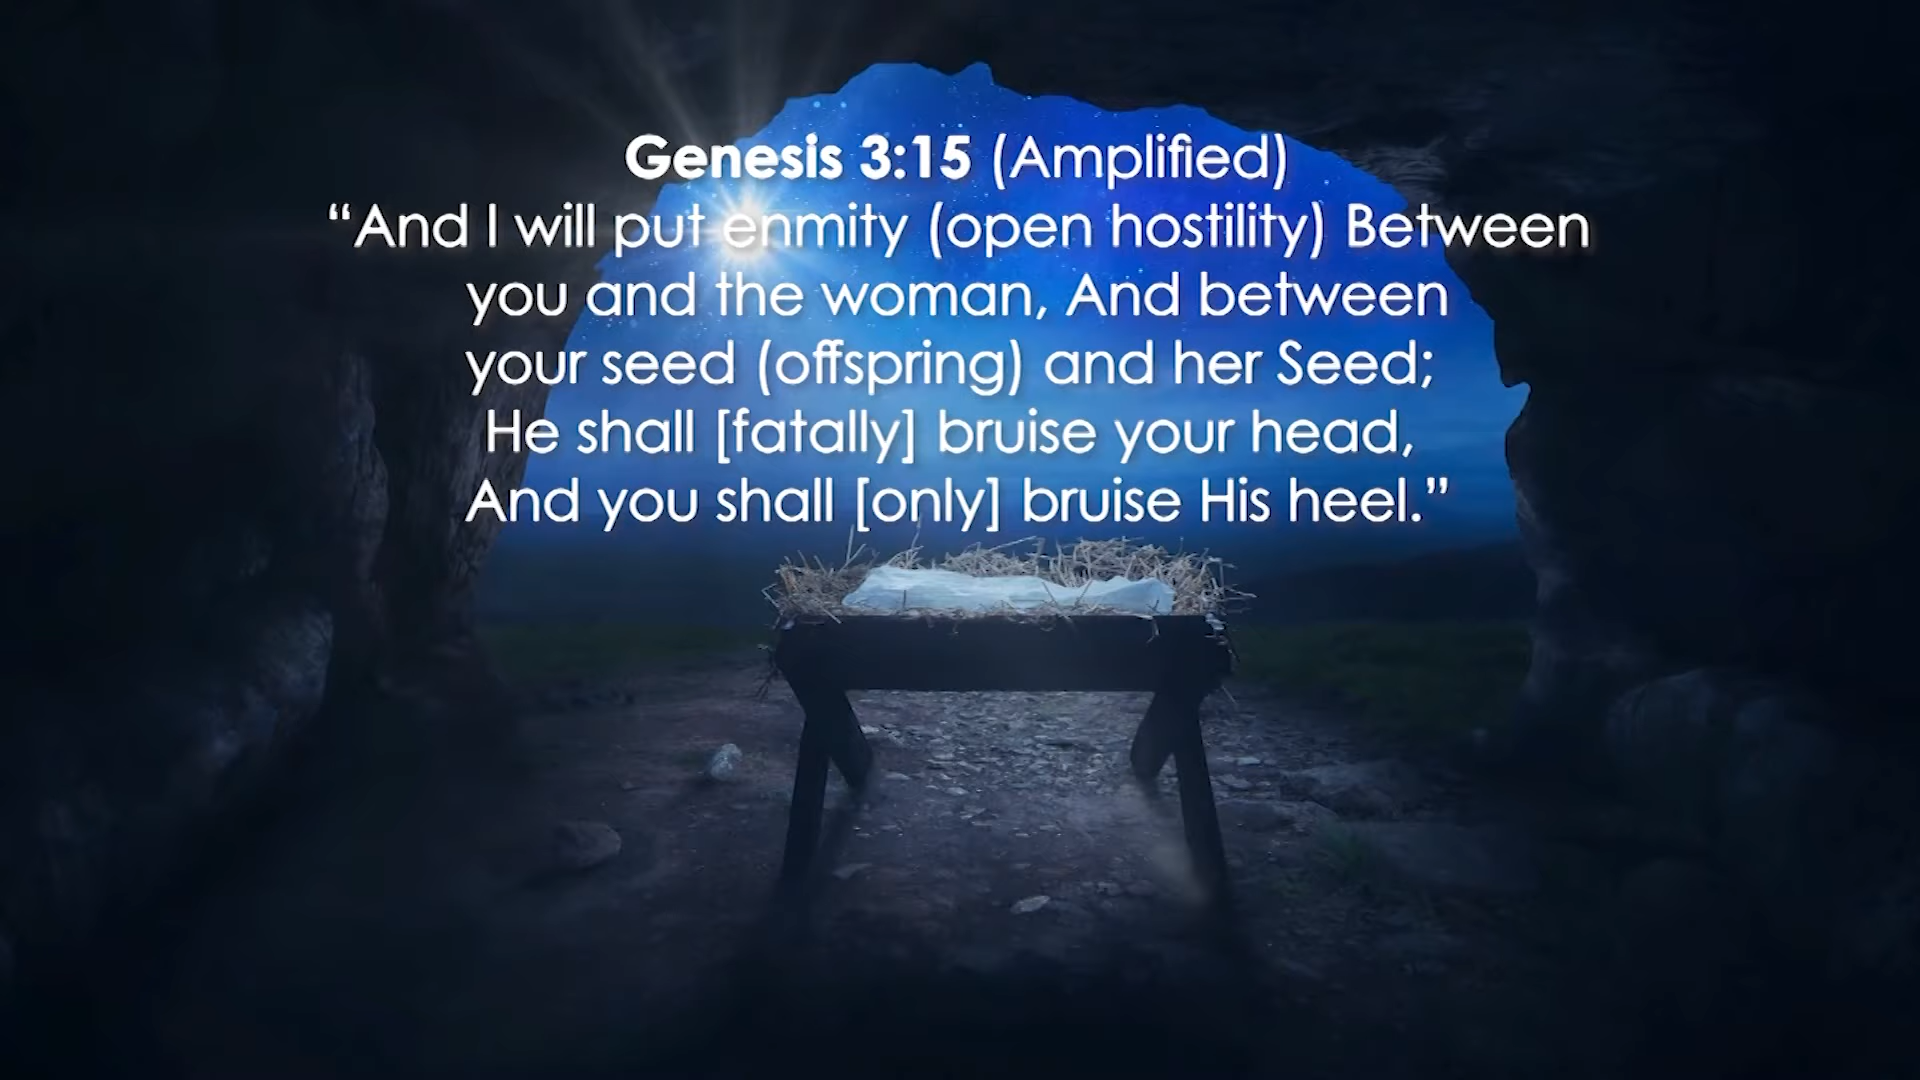 Genesis 3:15 (Amplified)
“And I will put enmity (open hostility) Between
you and the woman, And between
your seed (offspring) and her Seed;
He shall [fatally] bruise your head,
And you shall [only] bruise His heel.”